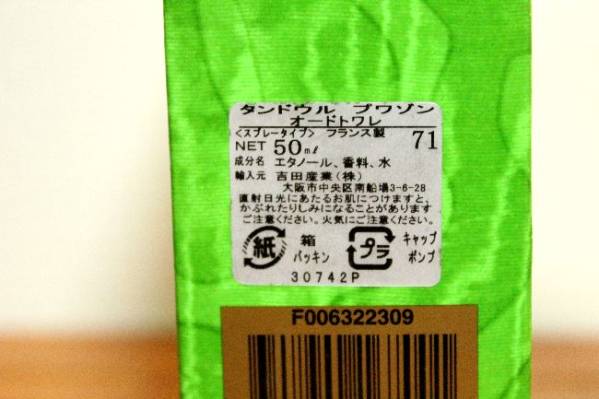 タンドゥル プワゾン
オードトワレ
<スプレータイプ> フランス製 71
NET 50㎖
成分名 エタノール、香料、水
輸入元 吉田産業(株)
大阪市中央区南船場3-6-28
直射日光にあたるお肌につけますと、
かぶれたりしみになることがあります
ご注意ください。火気にご注意ください。
紙 箱 プラ キャップ
パッキン ポンプ
30742P
F006322309